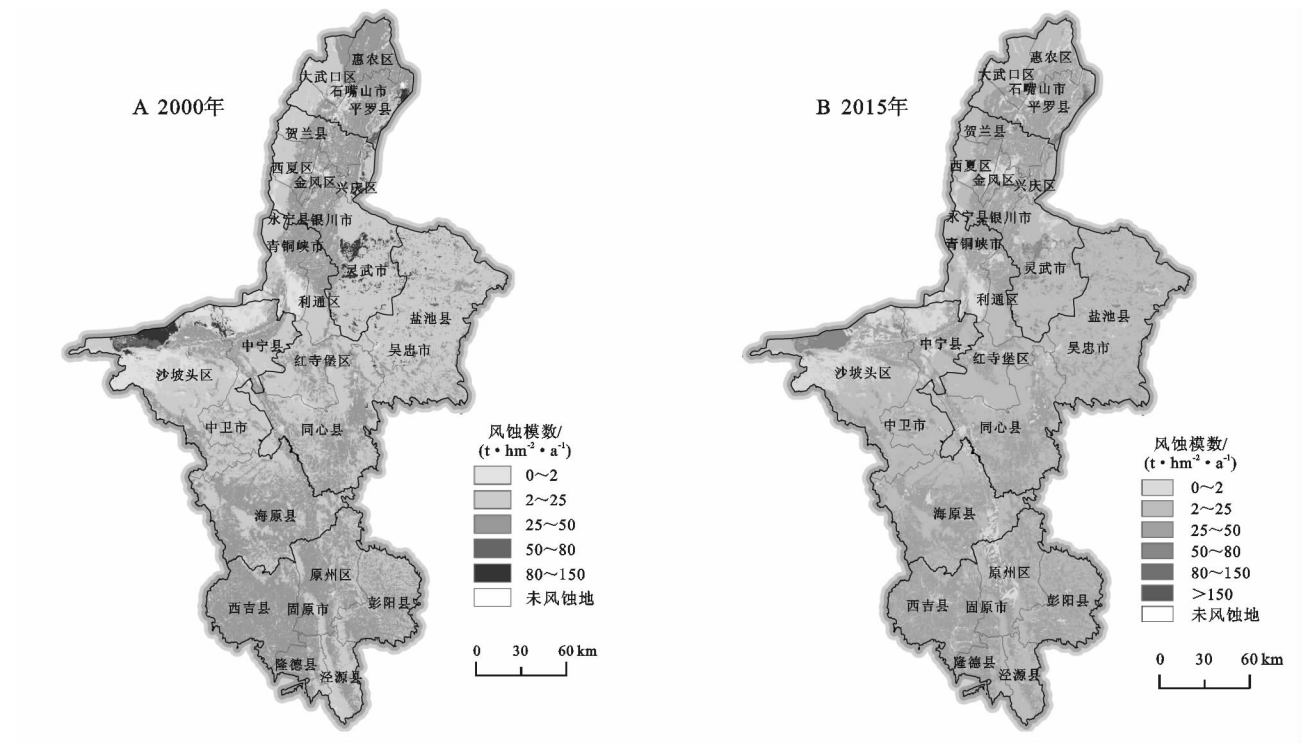 A 2000年
惠农区
大武口区
石嘴山市
平罗县
贺兰县
西夏区
金凤区
兴庆区
永宁县银川市
青铜峡市
灵武市
利通区
盐池县
中宁县
吴忠市
红寺堡区
沙坡头区
中卫市
同心县
海原县
原州区
西吉县
固原市
彭阳县
隆德县
泾源县
风蚀模数/
(t·hm⁻²·a⁻¹)
0～2
2～25
25～50
50～80
80～150
未风蚀地
0 30 60 km
B 2015年
惠农区
大武口区
石嘴山市
平罗县
贺兰县
西夏区
金凤区
兴庆区
永宁县银川市
青铜峡市
灵武市
利通区
盐池县
中宁县
吴忠市
红寺堡区
沙坡头区
中卫市
同心县
海原县
原州区
西吉县
固原市
彭阳县
隆德县
泾源县
风蚀模数/
(t·hm⁻²·a⁻¹)
0～2
2～25
25～50
50～80
80～150
＞150
未风蚀地
0 30 60 km